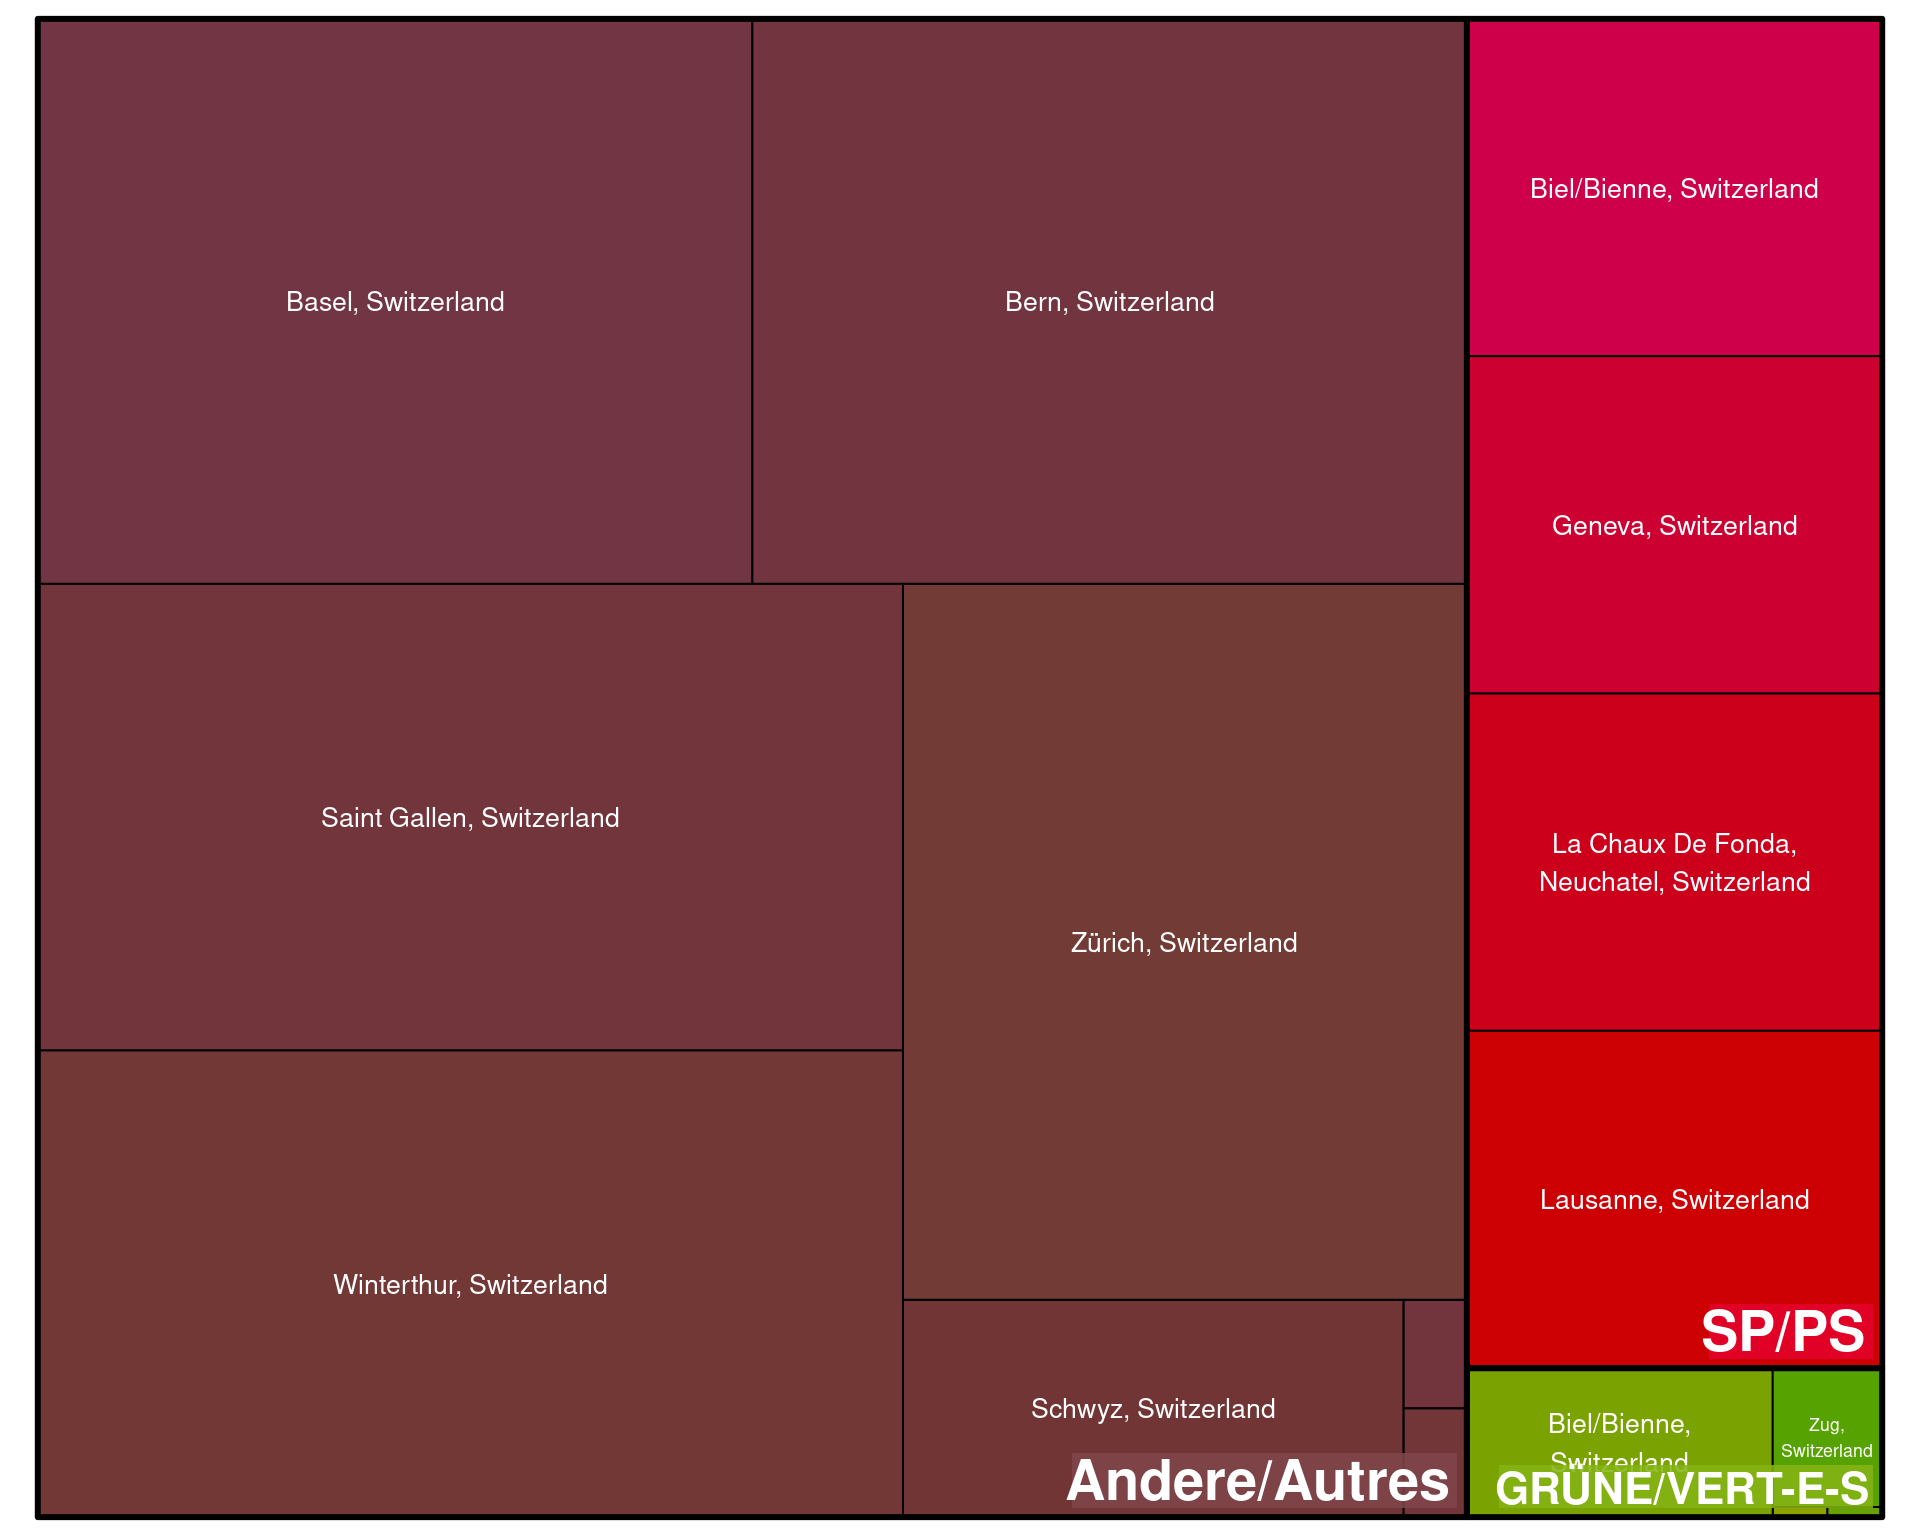 Basel, Switzerland
Bern, Switzerland
Biel/Bienne, Switzerland
Geneva, Switzerland
Saint Gallen, Switzerland
La Chaux De Fonda,
Neuchatel, Switzerland
Zürich, Switzerland
Lausanne, Switzerland
Winterthur, Switzerland
SP/PS
Schwyz, Switzerland
Andere/Autres
Biel/Bienne,
Switzerland
Zug,
Switzerland
GRÜNE/VERT-E-S